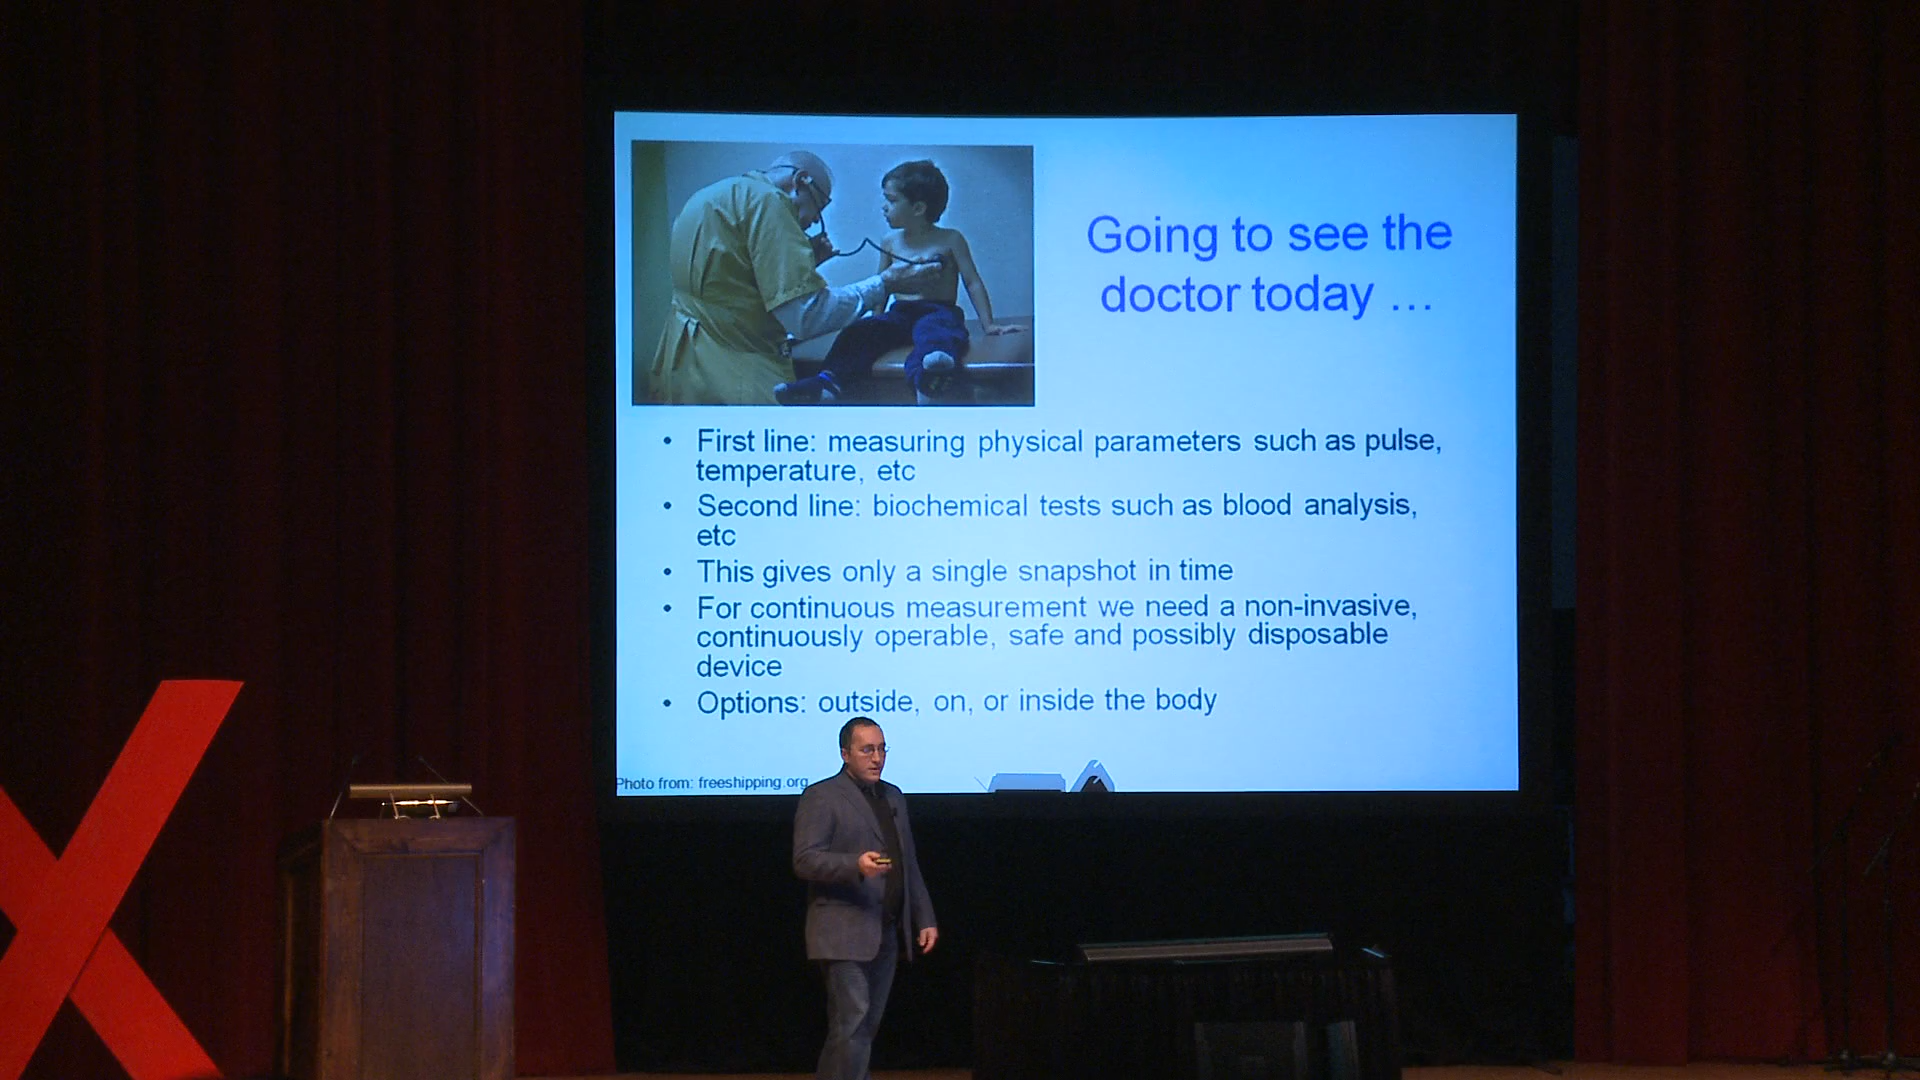 Going to see the
doctor today …
• First line: measuring physical parameters such as pulse,
temperature, etc
• Second line: biochemical tests such as blood analysis,
etc
• This gives only a single snapshot in time
• For continuous measurement we need a non-invasive,
continuously operable, safe and possibly disposable
device
• Options: outside, on, or inside the body
Photo from: freeshipping.org
X